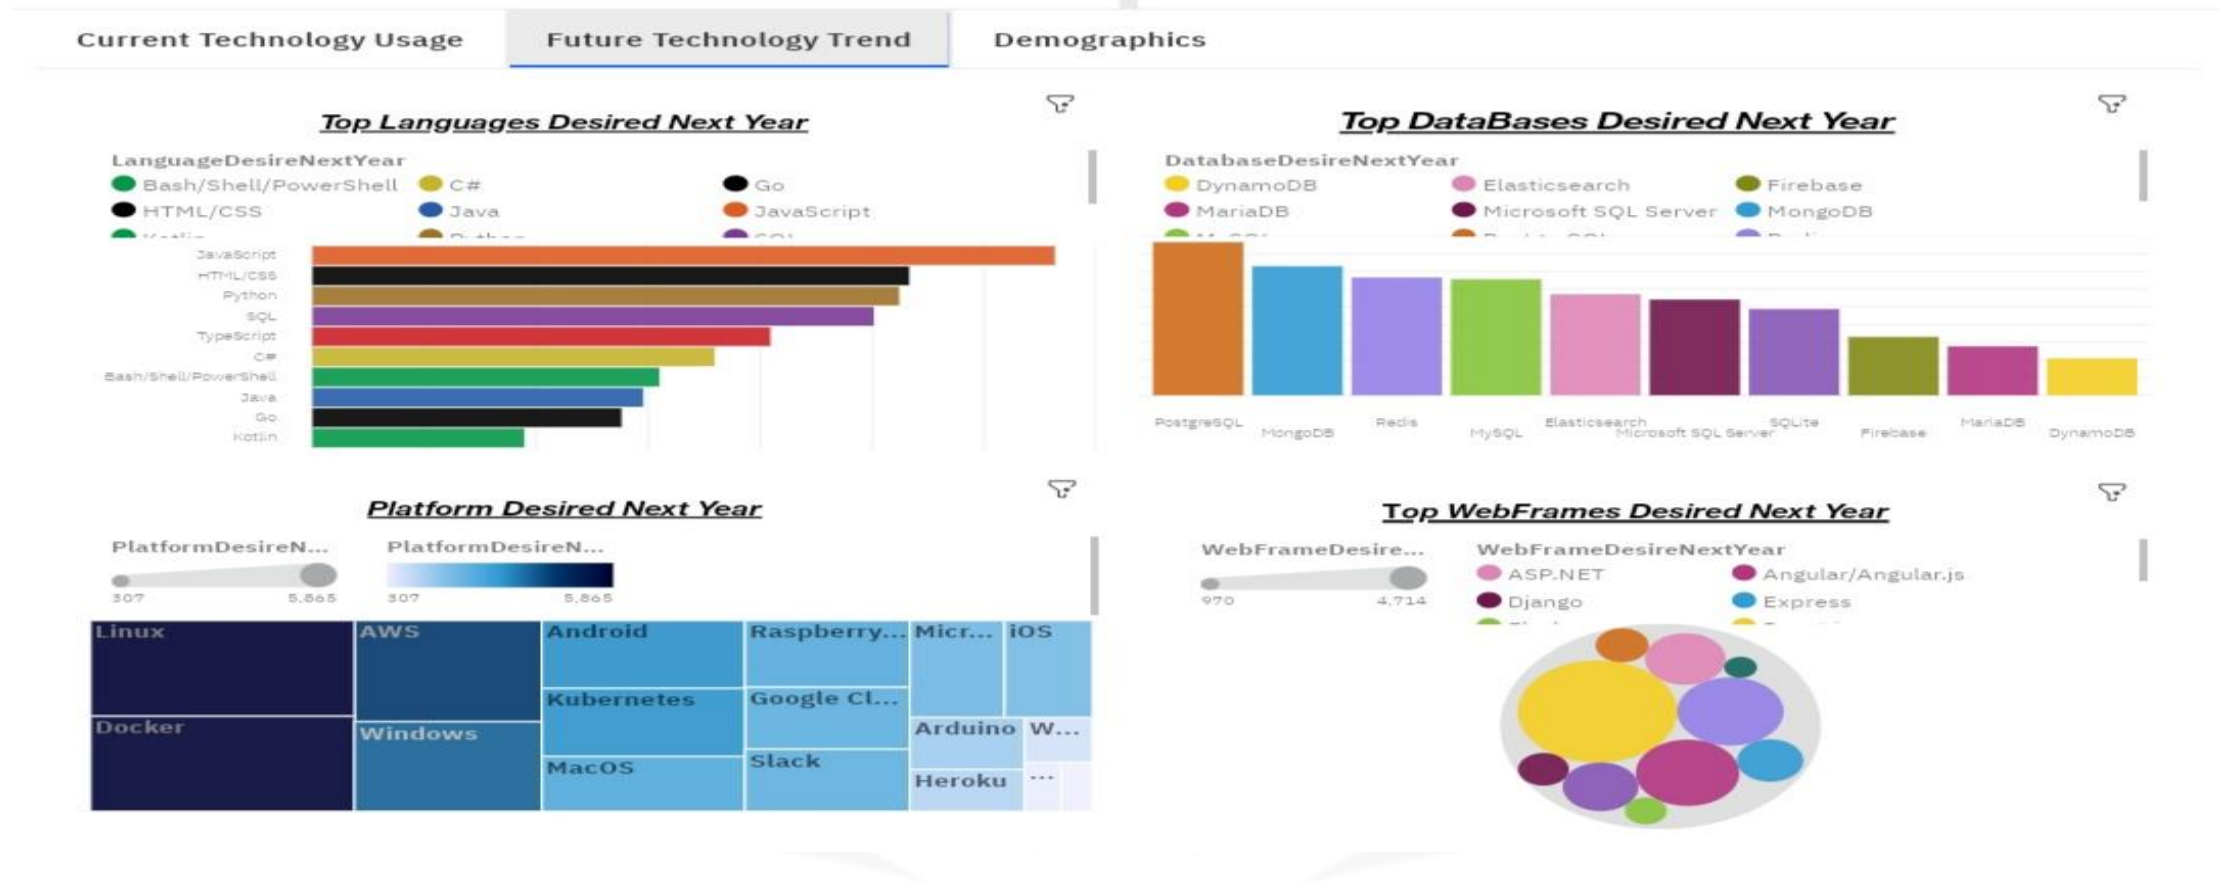 Current Technology Usage
Future Technology Trend
Demographics
Top Languages Desired Next Year
LanguageDesireNextYear
Bash/Shell/PowerShell C# Go
HTML/CSS Java JavaScript
JavaScript
HTML/CSS
Python
SQL
TypeScript
C#
Bash/Shell/PowerShell
Java
Go
Kotlin
Top DataBases Desired Next Year
DatabaseDesireNextYear
DynamoDB Elasticsearch Firebase
MariaDB Microsoft SQL Server MongoDB
PostgreSQL
MongoDB
Redis
MySQL
Elasticsearch
Microsoft SQL Server
SQLite
Firebase
MariaDB
DynamoDB
Platform Desired Next Year
PlatformDesireN... PlatformDesireN...
307 5,865 307 5,865
Linux
Docker
AWS
Windows
Android
Kubernetes
MacOS
Raspberry...
Google Cl...
Slack
Micr...
iOS
Arduino
W...
Heroku
...
Top WebFrames Desired Next Year
WebFrameDesire... WebFrameDesireNextYear
970 4,714
ASP.NET Angular/Angular.js
Django Express